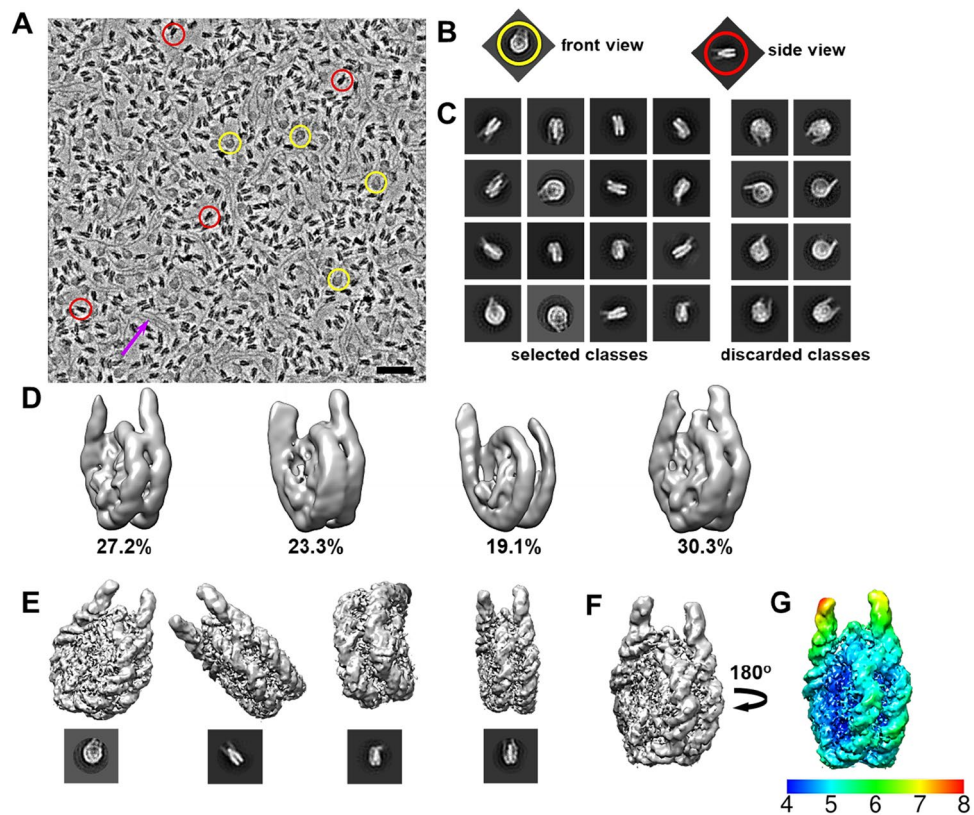 A
B
front view
side view
C
selected classes
discarded classes
D
27.2%
23.3%
19.1%
30.3%
E
F
180º
G
4 5 6 7 8